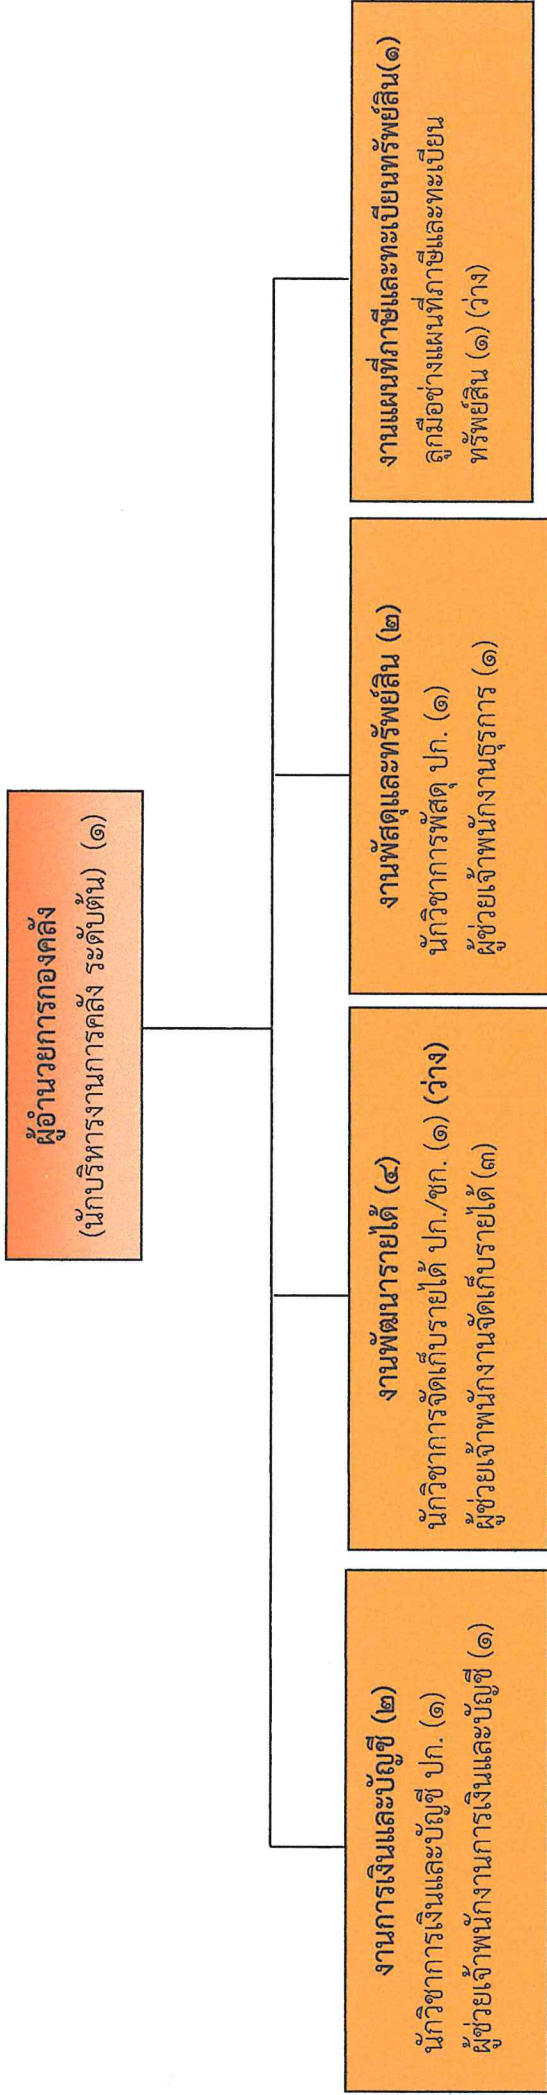 ผู้อำนวยการกองคลัง
(นักบริหารงานการคลัง ระดับต้น) (๑)
งานการเงินและบัญชี (๒)
นักวิชาการเงินและบัญชี ปก. (๑)
ผู้ช่วยเจ้าพนักงานการเงินและบัญชี (๑)
งานพัฒนารายได้ (๔)
นักวิชาการจัดเก็บรายได้ ปก./ชก. (๑) (ว่าง)
ผู้ช่วยเจ้าพนักงานจัดเก็บรายได้ (๓)
งานพัสดุและทรัพย์สิน (๒)
นักวิชาการพัสดุ ปก. (๑)
ผู้ช่วยเจ้าพนักงานธุรการ (๑)
งานแผนที่ภาษีและทะเบียนทรัพย์สิน(๑)
ลูกมือช่างแผนที่ภาษีและทะเบียน
ทรัพย์สิน (๑) (ว่าง)